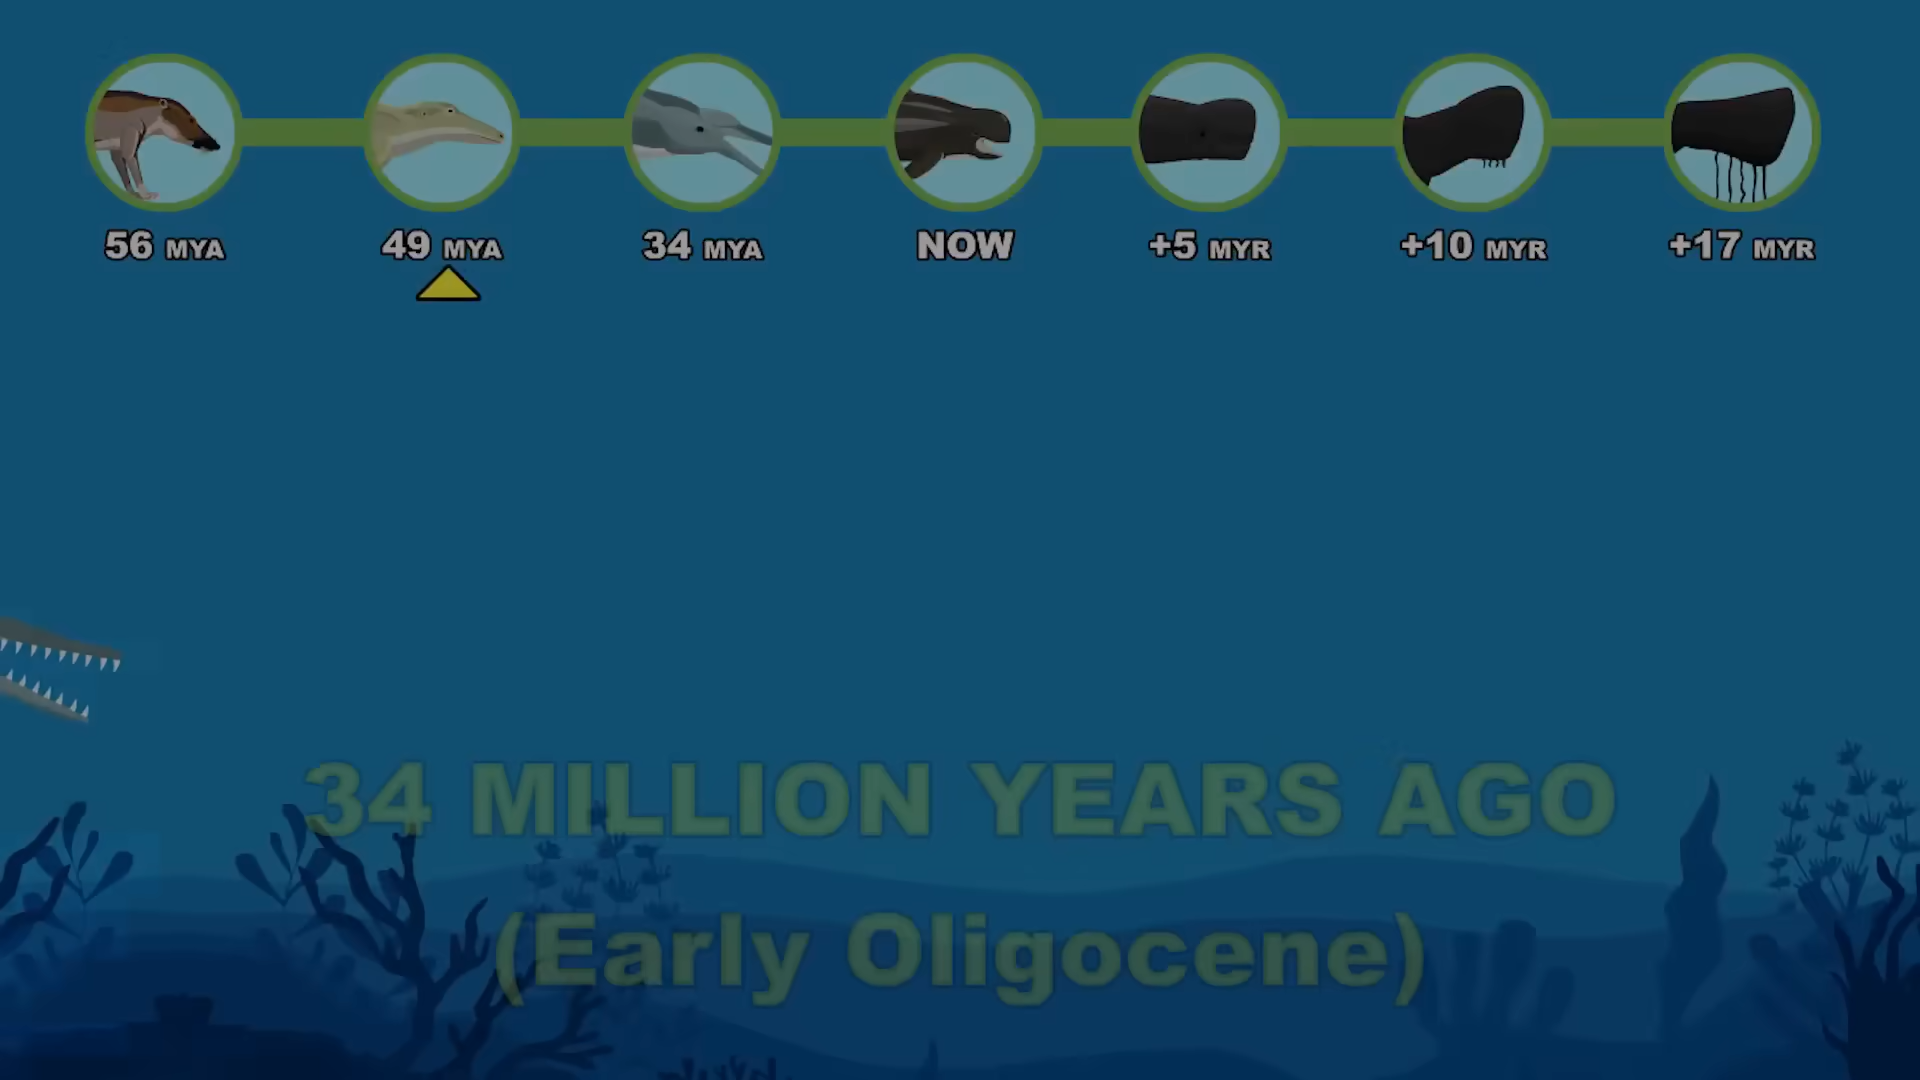 56 MYA
49 MYA
34 MYA
NOW
+5 MYR
+10 MYR
+17 MYR
34 MILLION YEARS AGO
(Early Oligocene)